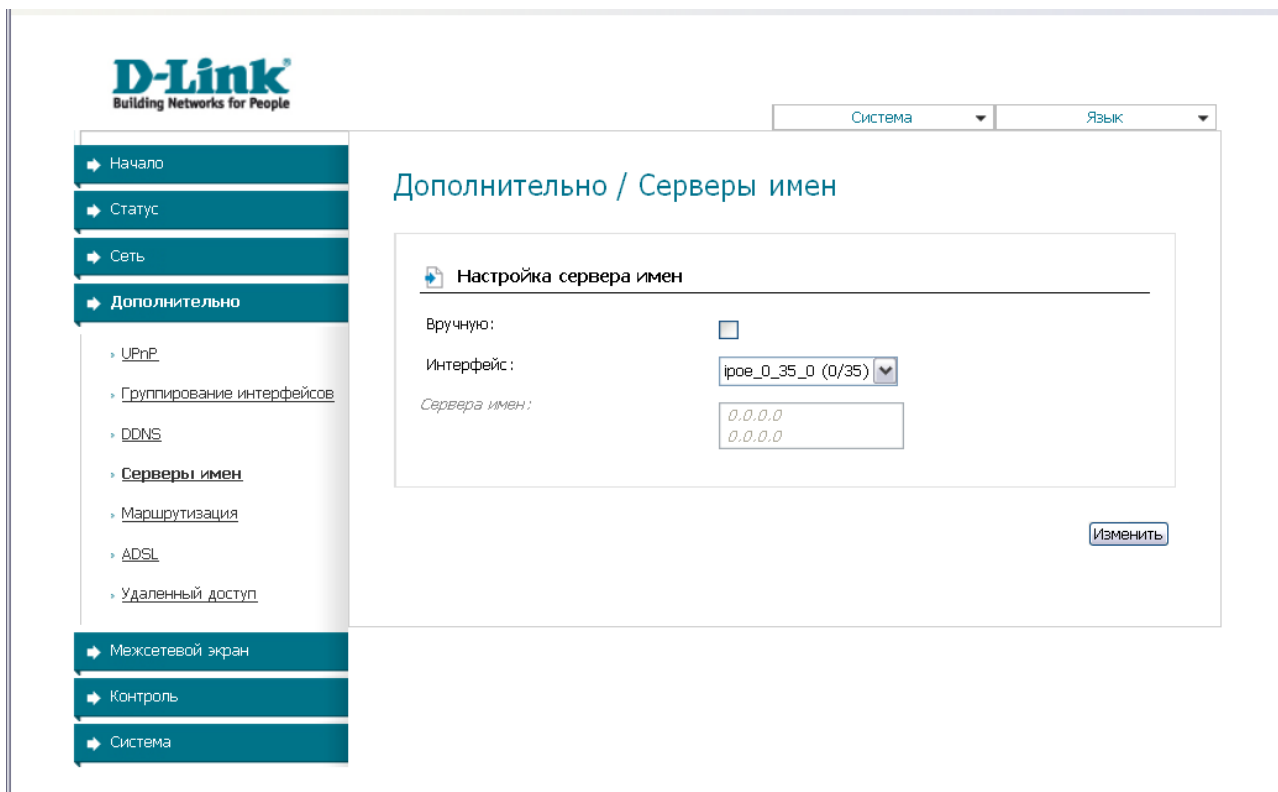 D-Link®
Building Networks for People
Система
Язык
Начало
Статус
Сеть
Дополнительно
UPnP
Группирование интерфейсов
DDNS
Серверы имен
Маршрутизация
ADSL
Удаленный доступ
Межсетевой экран
Контроль
Система
Дополнительно / Серверы имен
Настройка сервера имен
Вручную:
Интерфейс:
ipoe_0_35_0 (0/35)
Сервера имен:
0.0.0.0
0.0.0.0
Изменить